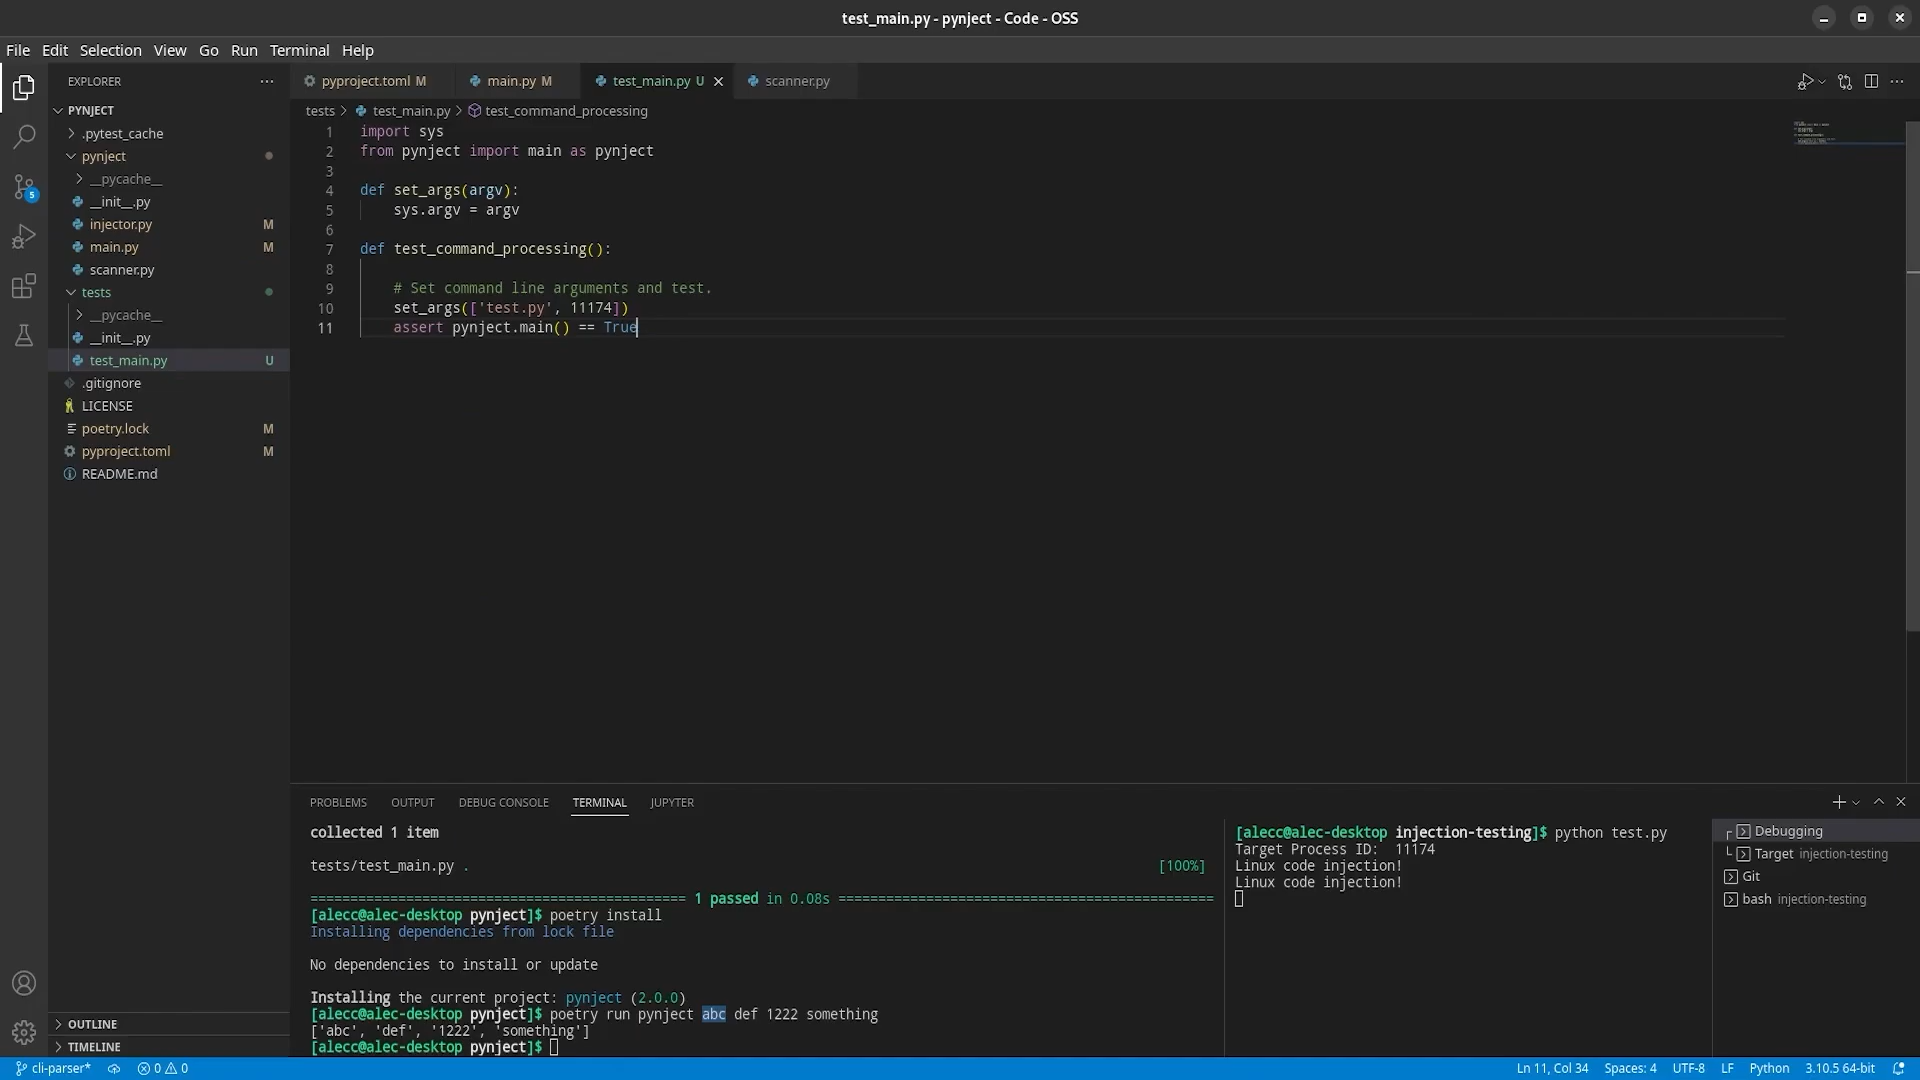 test_main.py - pynject - Code - OSS
File Edit Selection View Go Run Terminal Help
EXPLORER
PYNJECT
.pytest_cache
pynject
__pycache__
__init__.py
injector.py M
main.py M
scanner.py
tests
__pycache__
__init__.py
test_main.py U
.gitignore
LICENSE
poetry.lock M
pyproject.toml M
README.md
OUTLINE
TIMELINE
5
pyproject.toml M main.py M test_main.py U scanner.py
tests > test_main.py > test_command_processing
1 import sys
2 from pynject import main as pynject
3
4 def set_args(argv):
5 sys.argv = argv
6
7 def test_command_processing():
8
9 # Set command line arguments and test.
10 set_args(['test.py', 11174])
11 assert pynject.main() == True
PROBLEMS OUTPUT DEBUG CONSOLE TERMINAL JUPYTER
collected 1 item
tests/test_main.py . [100%]
============================================== 1 passed in 0.08s ==============================================
[alecc@alec-desktop pynject]$ poetry install
Installing dependencies from lock file
No dependencies to install or update
Installing the current project: pynject (2.0.0)
[alecc@alec-desktop pynject]$ poetry run pynject abc def 1222 something
['abc', 'def', '1222', 'something']
[alecc@alec-desktop pynject]$
[alecc@alec-desktop injection-testing]$ python test.py
Target Process ID:  11174
Linux code injection!
Linux code injection!
Debugging
Target injection-testing
Git
bash injection-testing
cli-parser* 0 0 Ln 11, Col 34 Spaces: 4 UTF-8 LF Python 3.10.5 64-bit